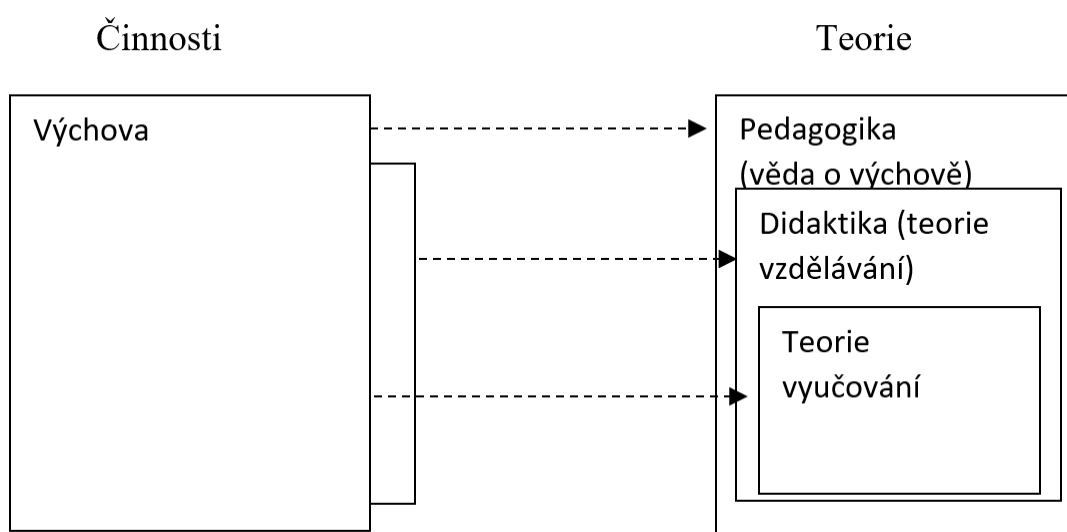 Činnosti
Teorie
Výchova
Pedagogika
(věda o výchově)
Didaktika (teorie
vzdělávání)
Teorie
vyučování